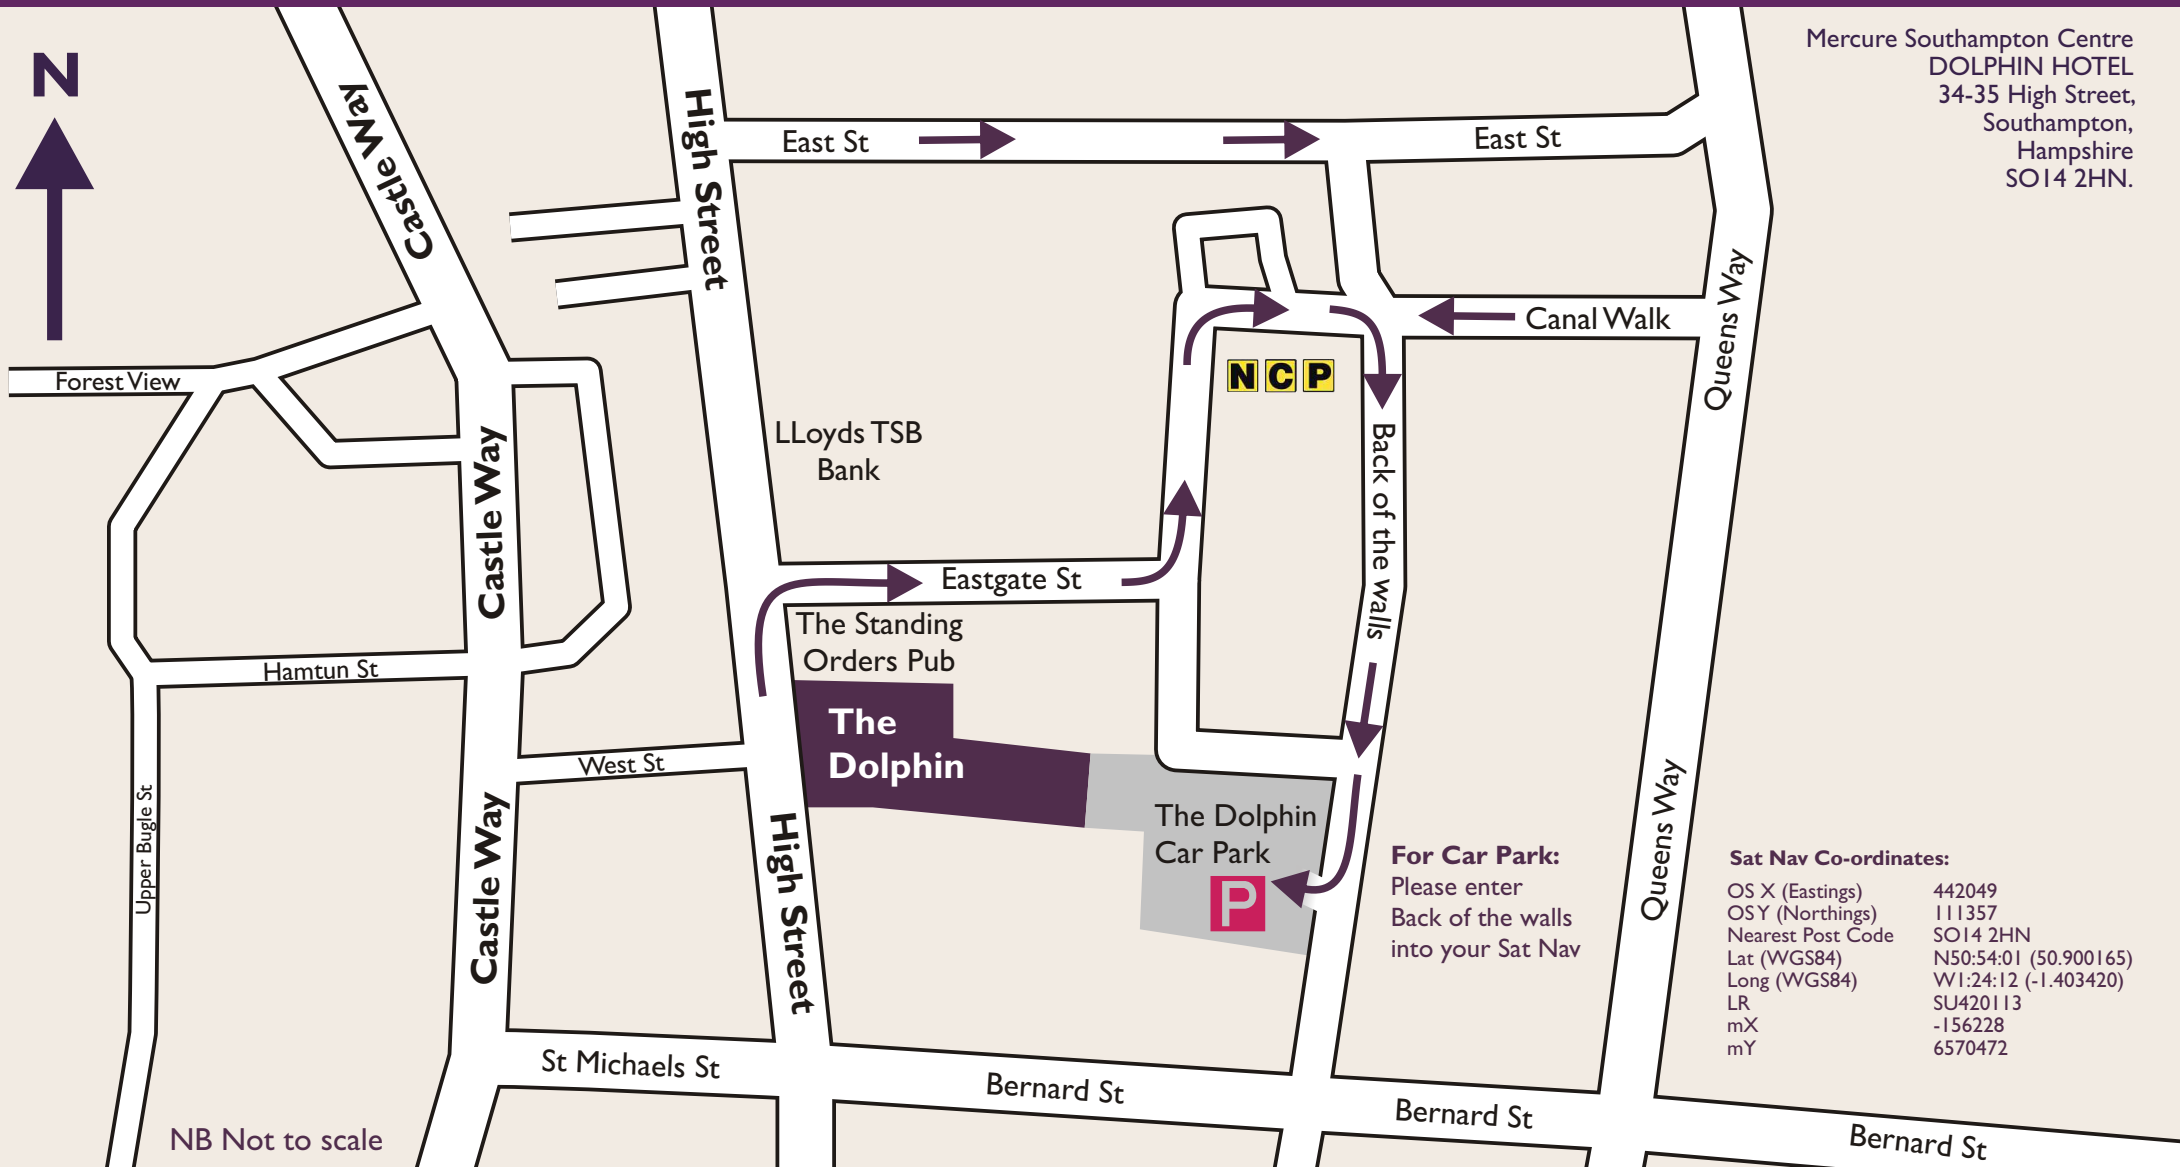 N
Mercure Southampton Centre
DOLPHIN HOTEL
34-35 High Street,
Southampton,
Hampshire
SO14 2HN.
Castle Way
High Street
East St
East St
Queens Way
Canal Walk
Forest View
NCP
LLoyds TSB
Bank
Castle Way
Back of the walls
Eastgate St
The Standing
Orders Pub
Hamtun St
The
Dolphin
West St
Upper Bugle St
Castle Way
High Street
The Dolphin
Car Park
P
For Car Park:
Please enter
Back of the walls
into your Sat Nav
Queens Way
Sat Nav Co-ordinates:
OS X (Eastings) 442049
OS Y (Northings) 111357
Nearest Post Code SO14 2HN
Lat (WGS84) N50:54:01 (50.900165)
Long (WGS84) W1:24:12 (-1.403420)
LR SU420113
mX -156228
mY 6570472
St Michaels St
Bernard St
Bernard St
Bernard St
NB Not to scale